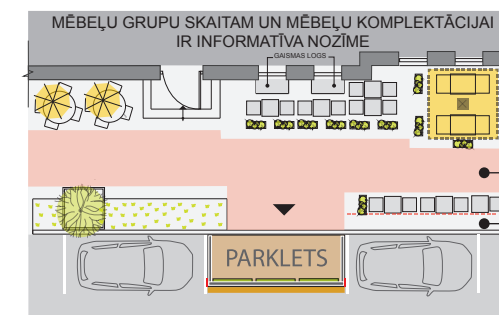 MĒBEĻU GRUPU SKAITAM UN MĒBEĻU KOMPLEKTĀCIJAI
IR INFORMATĪVA NOZĪME
GAISMAS LOGS
PARKLETS